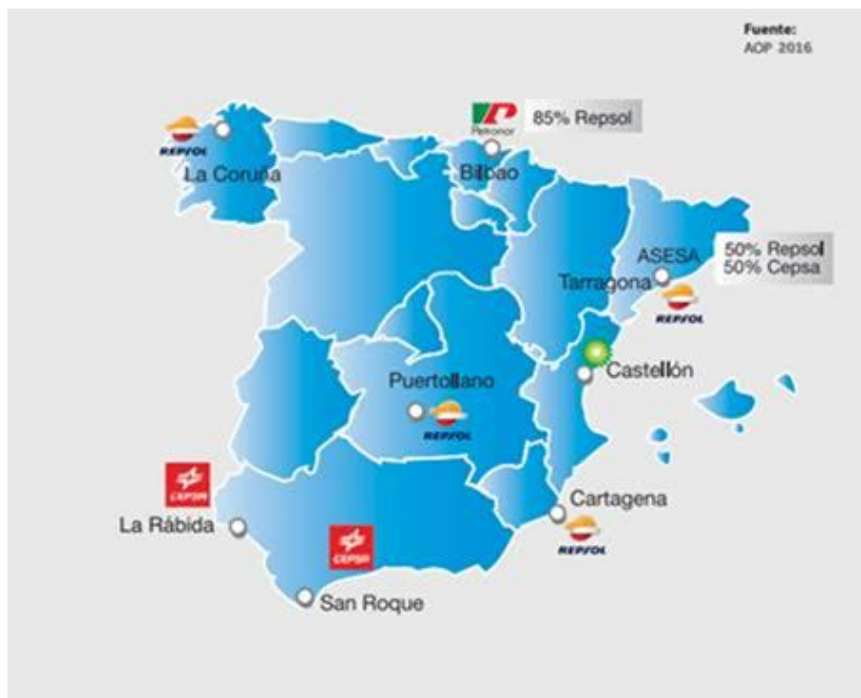 Fuente:
AOP 2016
Petronor
85% Repsol
REPSOL
La Coruña
Bilbao
ASESA
50% Repsol
50% Cepsa
Tarragona
REPSOL
Castellón
Puertollano
REPSOL
CEPSA
La Rábida
Cartagena
REPSOL
CEPSA
San Roque